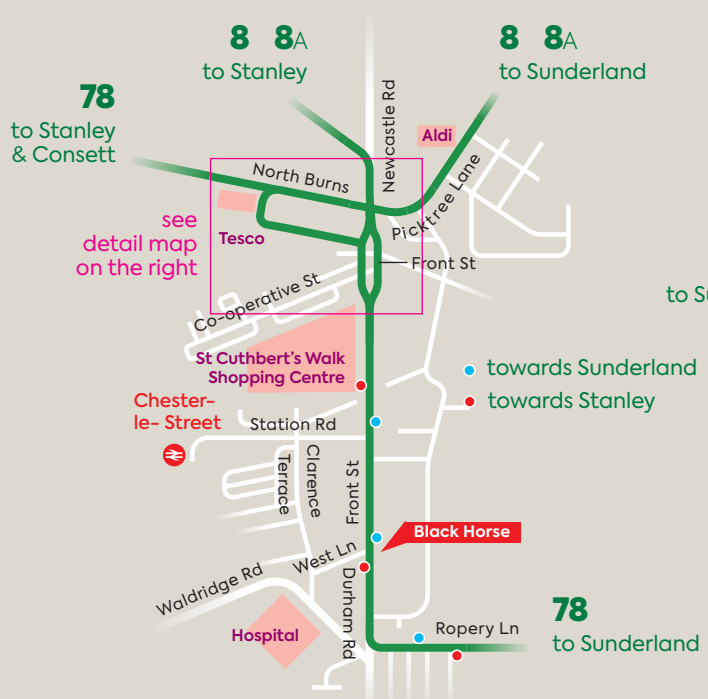 8 8A
to Stanley
8 8A
to Sunderland
78
to Stanley
& Consett
Newcastle Rd
Aldi
North Burns
Picktree Lane
see
detail map
on the right
Tesco
Front St
Co-operative St
to Su
St Cuthbert's Walk
Shopping Centre
towards Sunderland
towards Stanley
Chester-
le- Street
Station Rd
Clarence
Terrace
Front St
Black Horse
West Ln
Waldridge Rd
Durham Rd
Hospital
Ropery Ln
78
to Sunderland